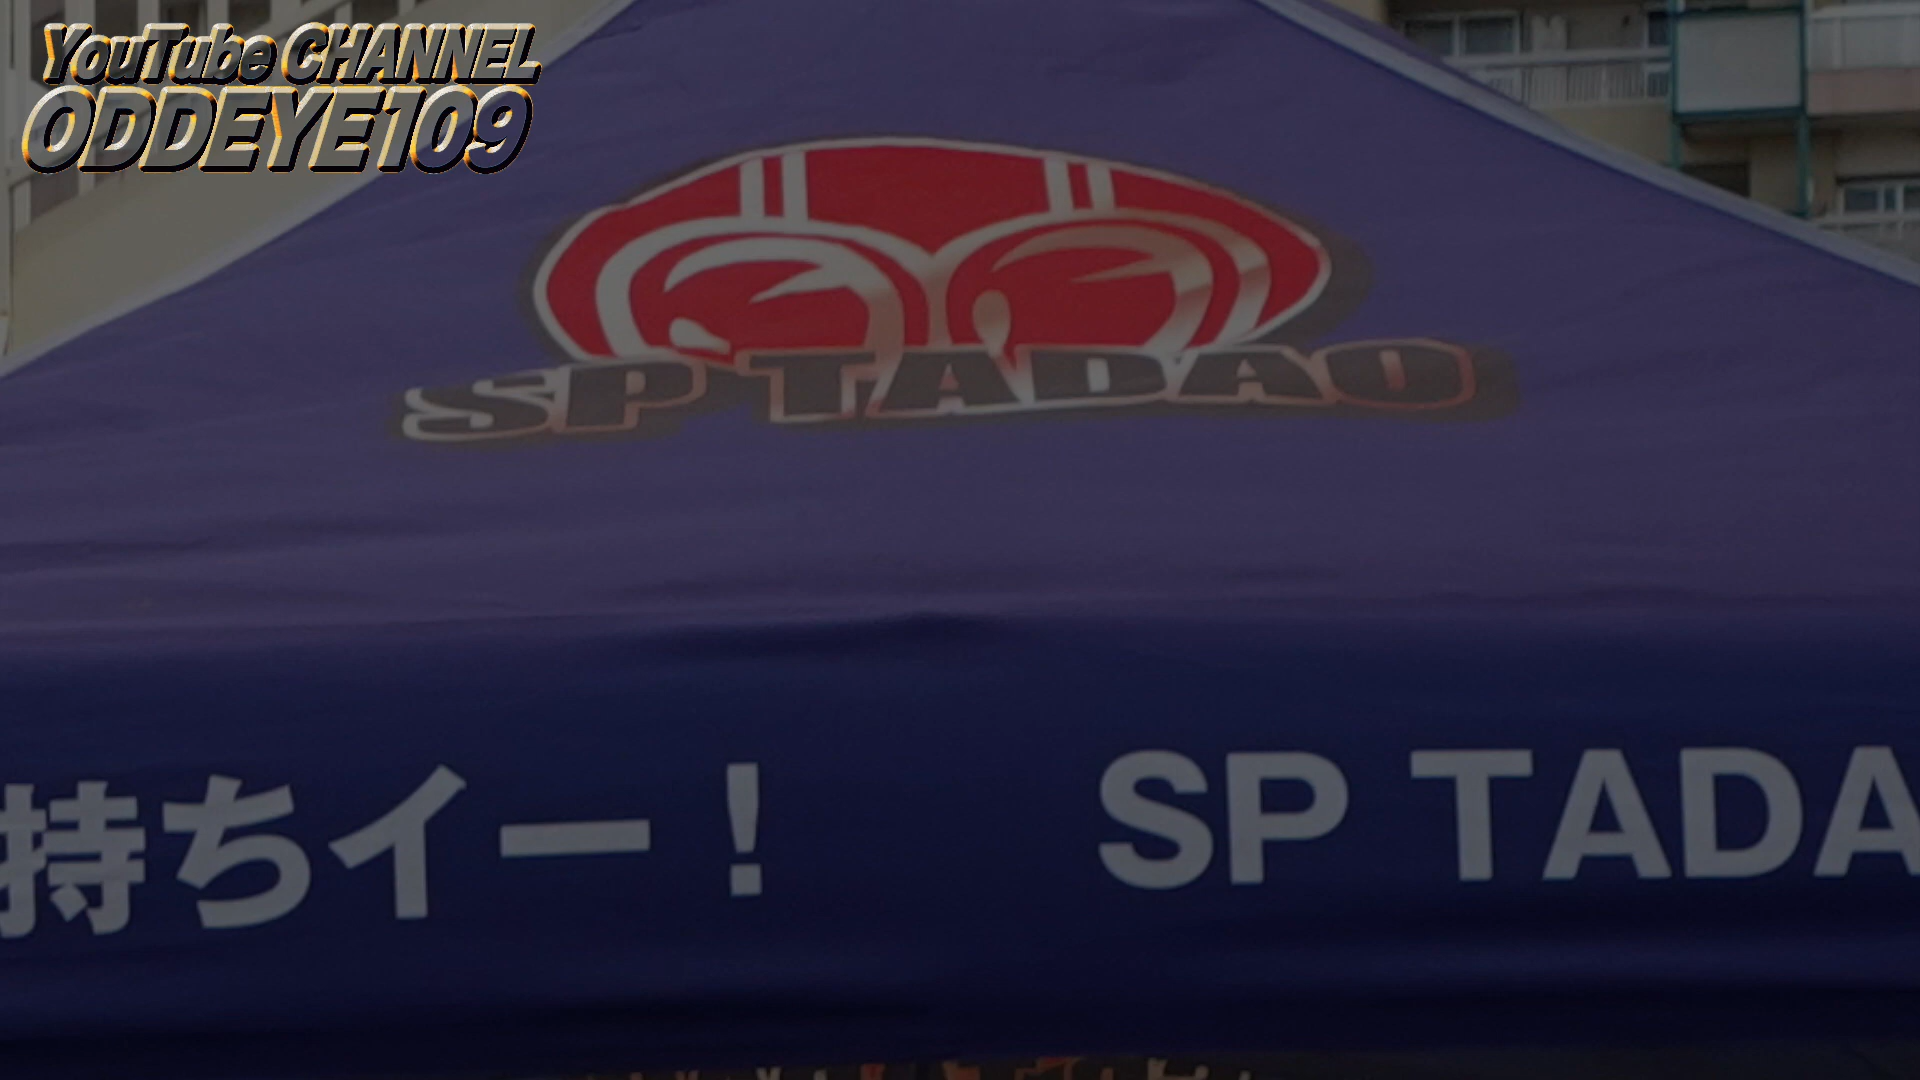 YouTube CHANNEL
ODDEYE109
SP TADAO
持ちイー！ SP TADA